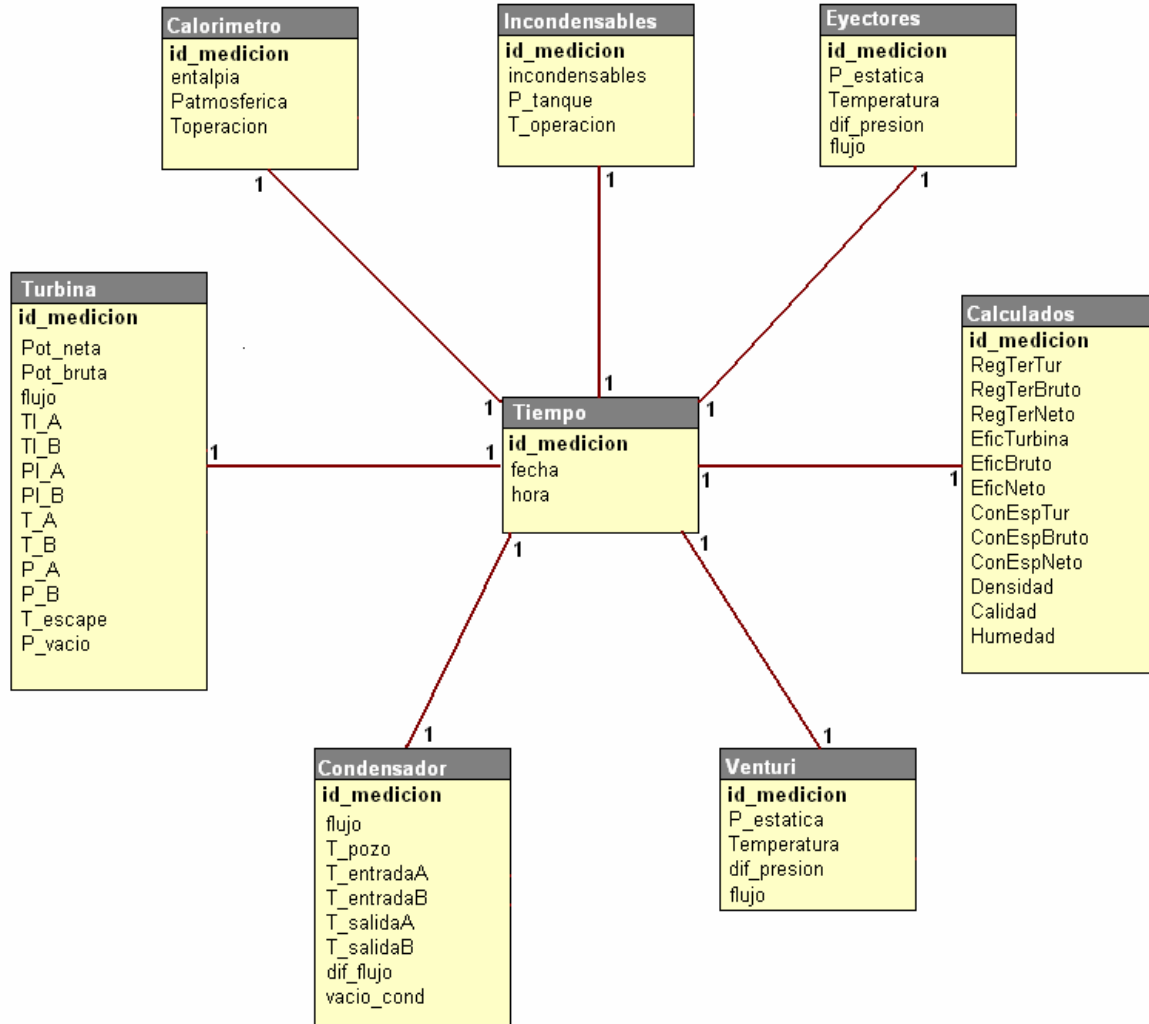 Calorimetro
id_medicion
entalpia
Patmosferica
Toperacion
1
Incondensables
id_medicion
incondensables
P_tanque
T_operacion
1
Eyectores
id_medicion
P_estatica
Temperatura
dif_presion
flujo
1
Turbina
id_medicion
Pot_neta
Pot_bruta
flujo
TI_A
TI_B
PI_A
PI_B
T_A
T_B
P_A
P_B
T_escape
P_vacio
1
1
1
1
1
Tiempo
id_medicion
fecha
hora
1
1
1
1
Calculados
id_medicion
RegTerTur
RegTerBruto
RegTerNeto
EficTurbina
EficBruto
EficNeto
ConEspTur
ConEspBruto
ConEspNeto
Densidad
Calidad
Humedad
1
Condensador
id_medicion
flujo
T_pozo
T_entradaA
T_entradaB
T_salidaA
T_salidaB
dif_flujo
vacio_cond
1
Venturi
id_medicion
P_estatica
Temperatura
dif_presion
flujo